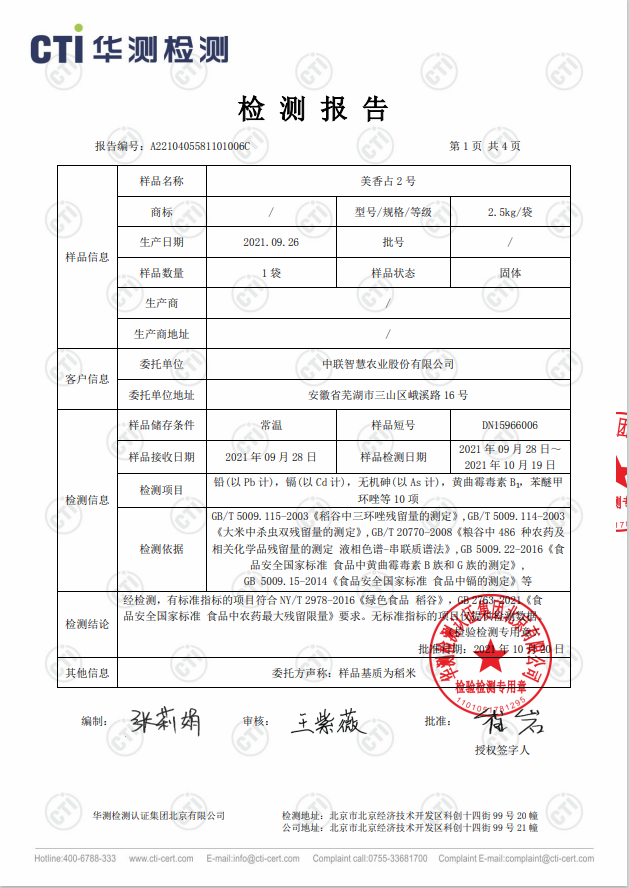 CTI 华测检测
检 测 报 告
报告编号：A2210405581101006C 第 1 页 共 4 页
样品信息
样品名称 美香占 2 号
商标 / 型号/规格/等级 2.5kg/袋
生产日期 2021.09.26 批号 /
样品数量 1 袋 样品状态 固体
生产商 /
生产商地址 /
客户信息
委托单位 中联智慧农业股份有限公司
委托单位地址 安徽省芜湖市三山区峨溪路 16 号
检测信息
样品储存条件 常温 样品短号 DN15966006
样品接收日期 2021 年 09 月 28 日 样品检测日期 2021 年 09 月 28 日～
2021 年 10 月 19 日
检测项目 铅(以 Pb 计)，镉(以 Cd 计)，无机砷(以 As 计)，黄曲霉毒素 B₁，苯醚甲
环唑等 10 项
检测依据
GB/T 5009.115-2003《稻谷中三环唑残留量的测定》,GB/T 5009.114-2003
《大米中杀虫双残留量的测定》,GB/T 20770-2008《粮谷中 486 种农药及
相关化学品残留量的测定 液相色谱-串联质谱法》,GB 5009.22-2016《食
品安全国家标准 食品中黄曲霉毒素 B 族和 G 族的测定》,
GB 5009.15-2014《食品安全国家标准 食品中镉的测定》等
检测结论
经检测，有标准指标的项目符合 NY/T 2978-2016《绿色食品 稻谷》，GB 2763-2021《食
品安全国家标准 食品中农药最大残留限量》要求。无标准指标的项目仅提供检测数据。
（检验检测专用章）
批准日期：2021 年 10 月 20 日
华测检测认证集团北京有限公司
检验检测专用章
其他信息 委托方声称：样品基质为稻米
编制： 张莉娟 审核： 王紫薇 批准：
授权签字人
华测检测认证集团北京有限公司 检测地址：北京市北京经济技术开发区科创十四街 99 号 20 幢
公司地址：北京市北京经济技术开发区科创十四街 99 号 21 幢
Hotline:400-6788-333 www.cti-cert.com E-mail:info@cti-cert.com Complaint call:0755-33681700 Complaint E-mail:complaint@cti-cert.com